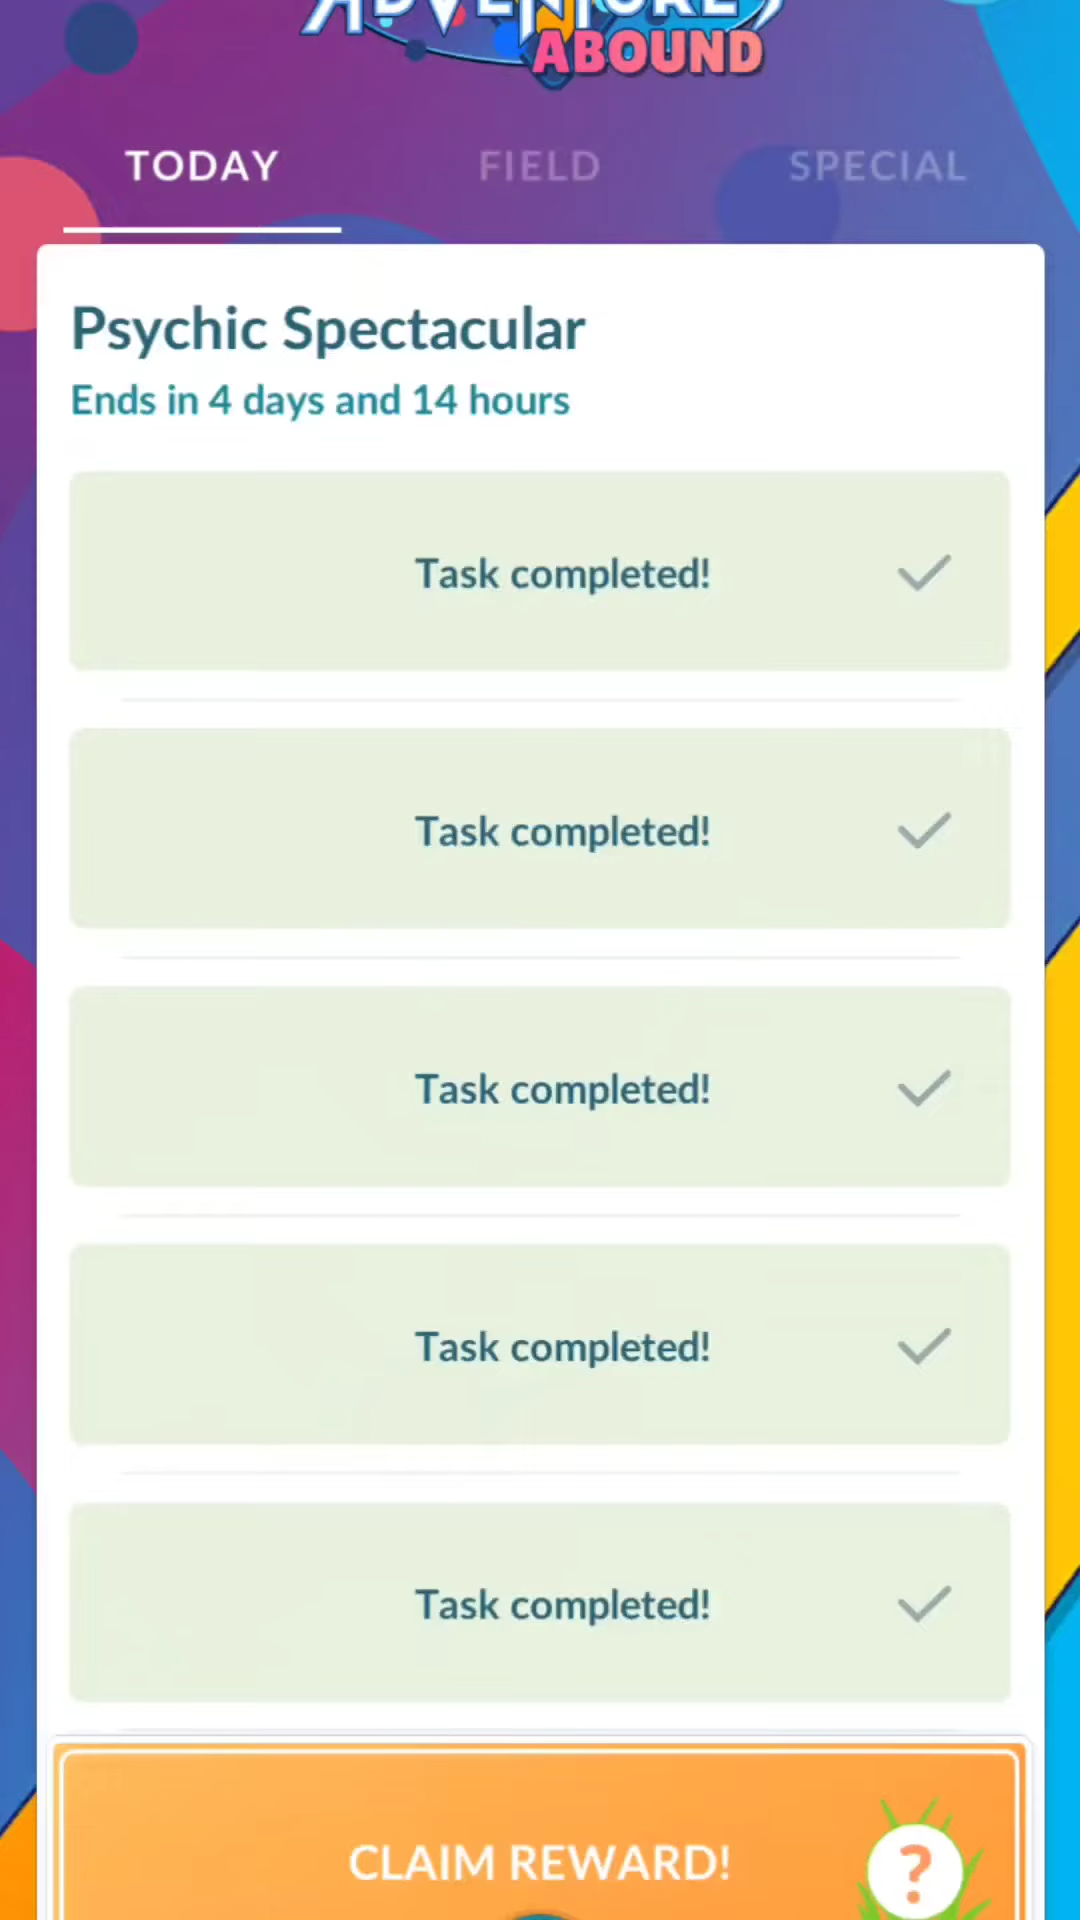 ADVENTURES
ABOUND
TODAY
FIELD
SPECIAL
Psychic Spectacular
Ends in 4 days and 14 hours
Task completed!
Task completed!
Task completed!
Task completed!
Task completed!
CLAIM REWARD!
?